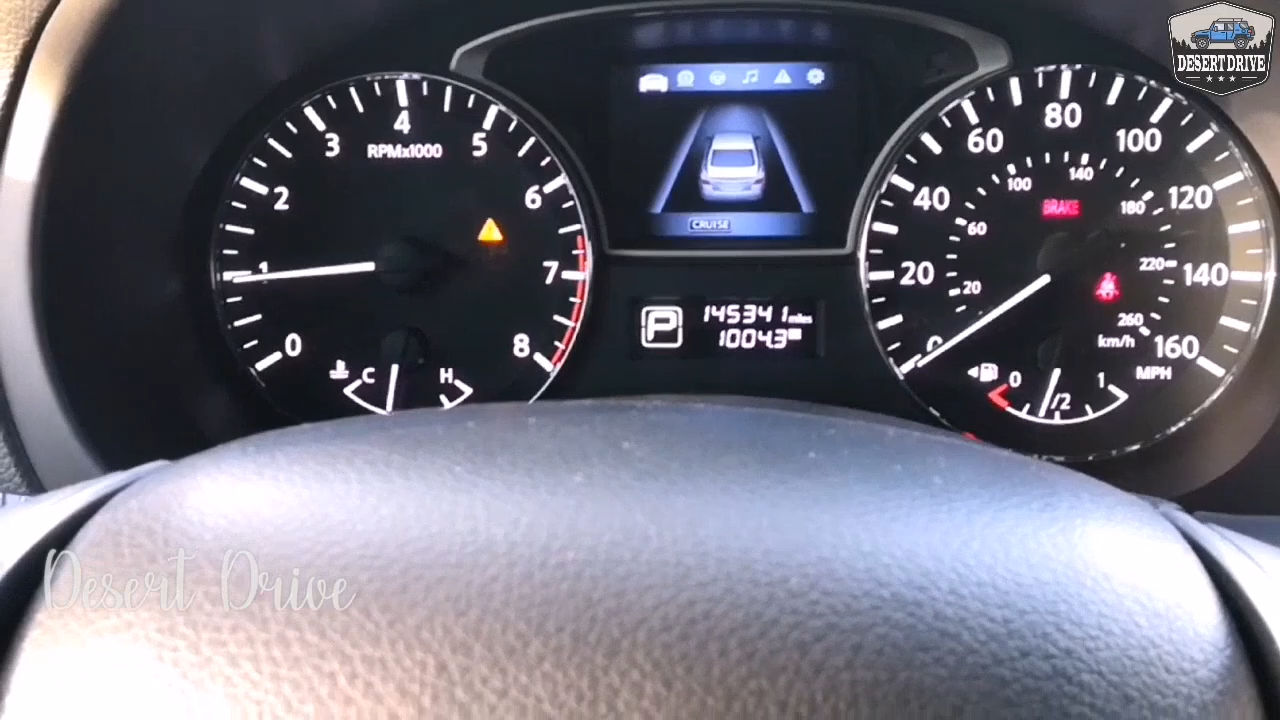 DESERT DRIVE
4
3
5
RPMx1000
2
6
1
7
0
8
C
H
CRUISE
P
145341 miles
1004.3
80
60
100
140
100
40
BRAKE
180
120
60
20
220
140
20
260
0
km/h
160
MPH
0
1/2
1
Desert Drive